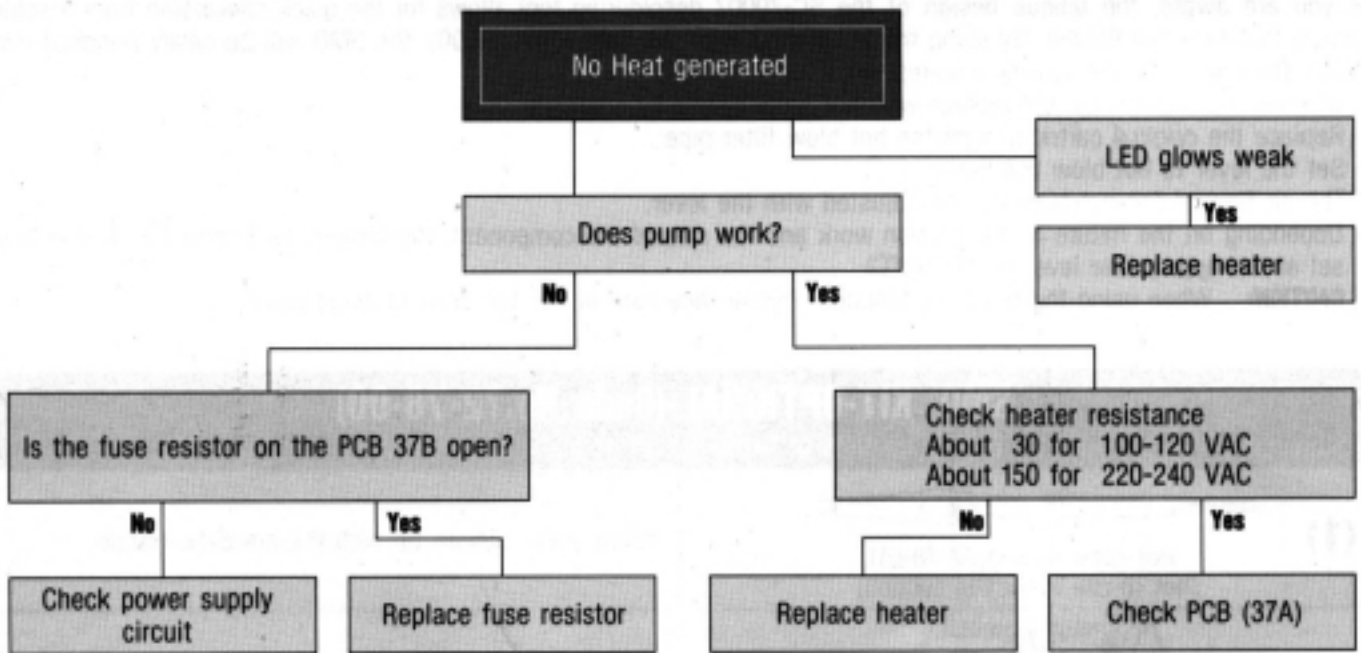 No Heat generated
LED glows weak
Yes
Replace heater
Does pump work?
No
Yes
Is the fuse resistor on the PCB 37B open?
Check heater resistance
About 30 for 100-120 VAC
About 150 for 220-240 VAC
No
Yes
No
Yes
Check power supply
circuit
Replace fuse resistor
Replace heater
Check PCB (37A)